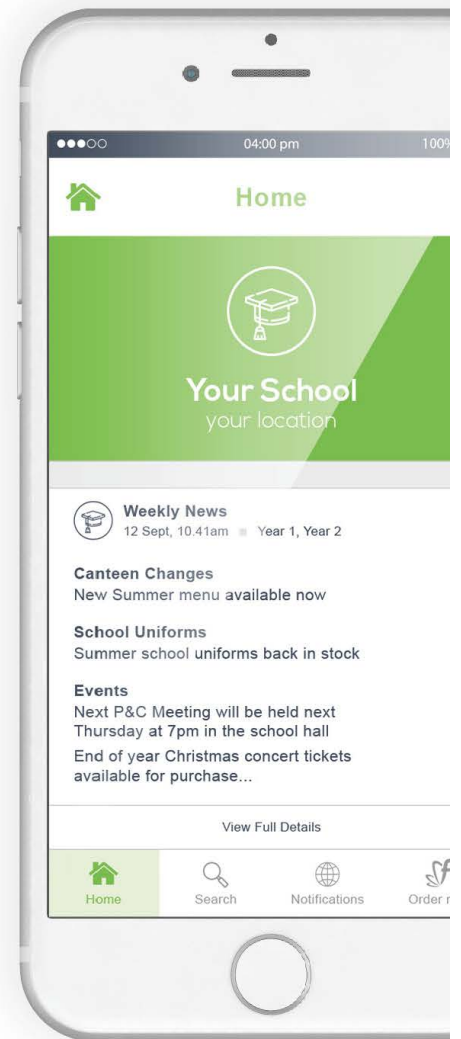 04:00 pm 100%
Home
Your School
your location
Weekly News
12 Sept, 10.41am Year 1, Year 2
Canteen Changes
New Summer menu available now
School Uniforms
Summer school uniforms back in stock
Events
Next P&C Meeting will be held next
Thursday at 7pm in the school hall
End of year Christmas concert tickets
available for purchase...
View Full Details
Home Search Notifications Order